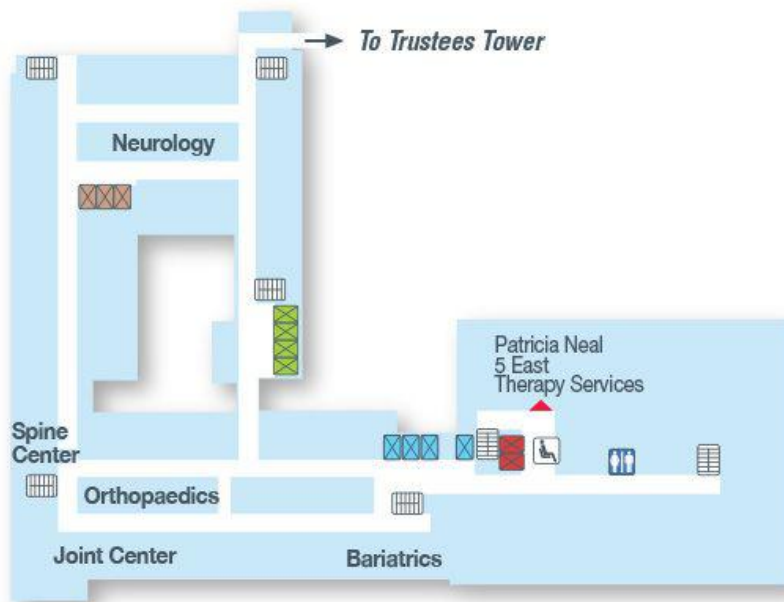 To Trustees Tower
Neurology
Patricia Neal
5 East
Therapy Services
Spine
Center
Orthopaedics
Joint Center
Bariatrics